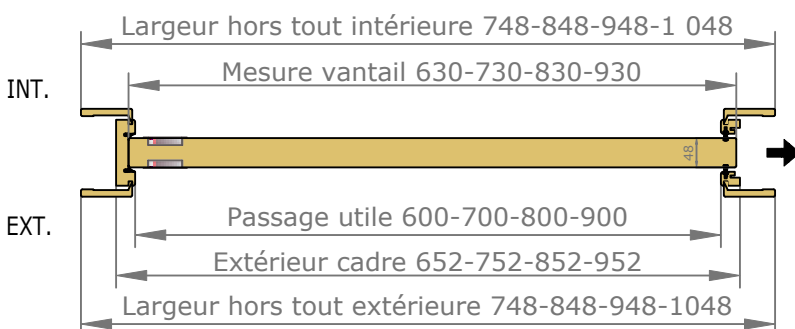 Largeur hors tout intérieure 748-848-948-1 048
Mesure vantail 630-730-830-930
INT.
48
EXT.
Passage utile 600-700-800-900
Extérieur cadre 652-752-852-952
Largeur hors tout extérieure 748-848-948-1048